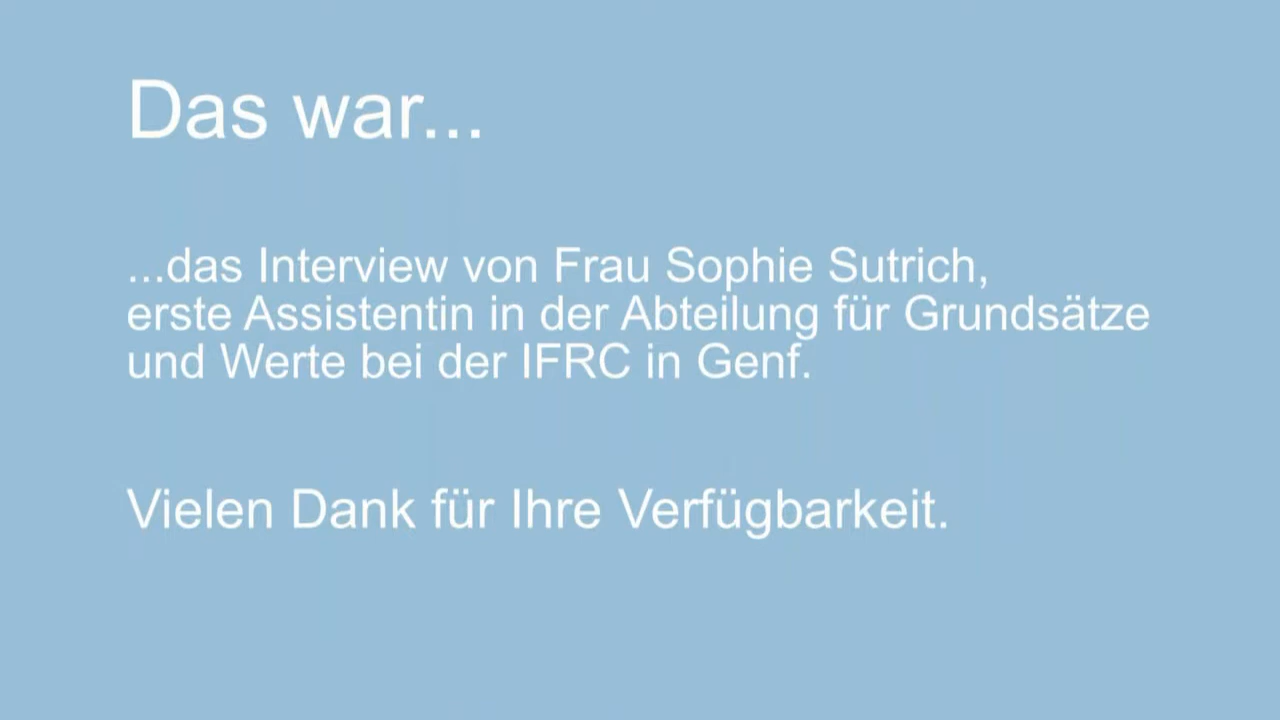 Das war...
...das Interview von Frau Sophie Sutrich,
erste Assistentin in der Abteilung für Grundsätze
und Werte bei der IFRC in Genf.
Vielen Dank für Ihre Verfügbarkeit.